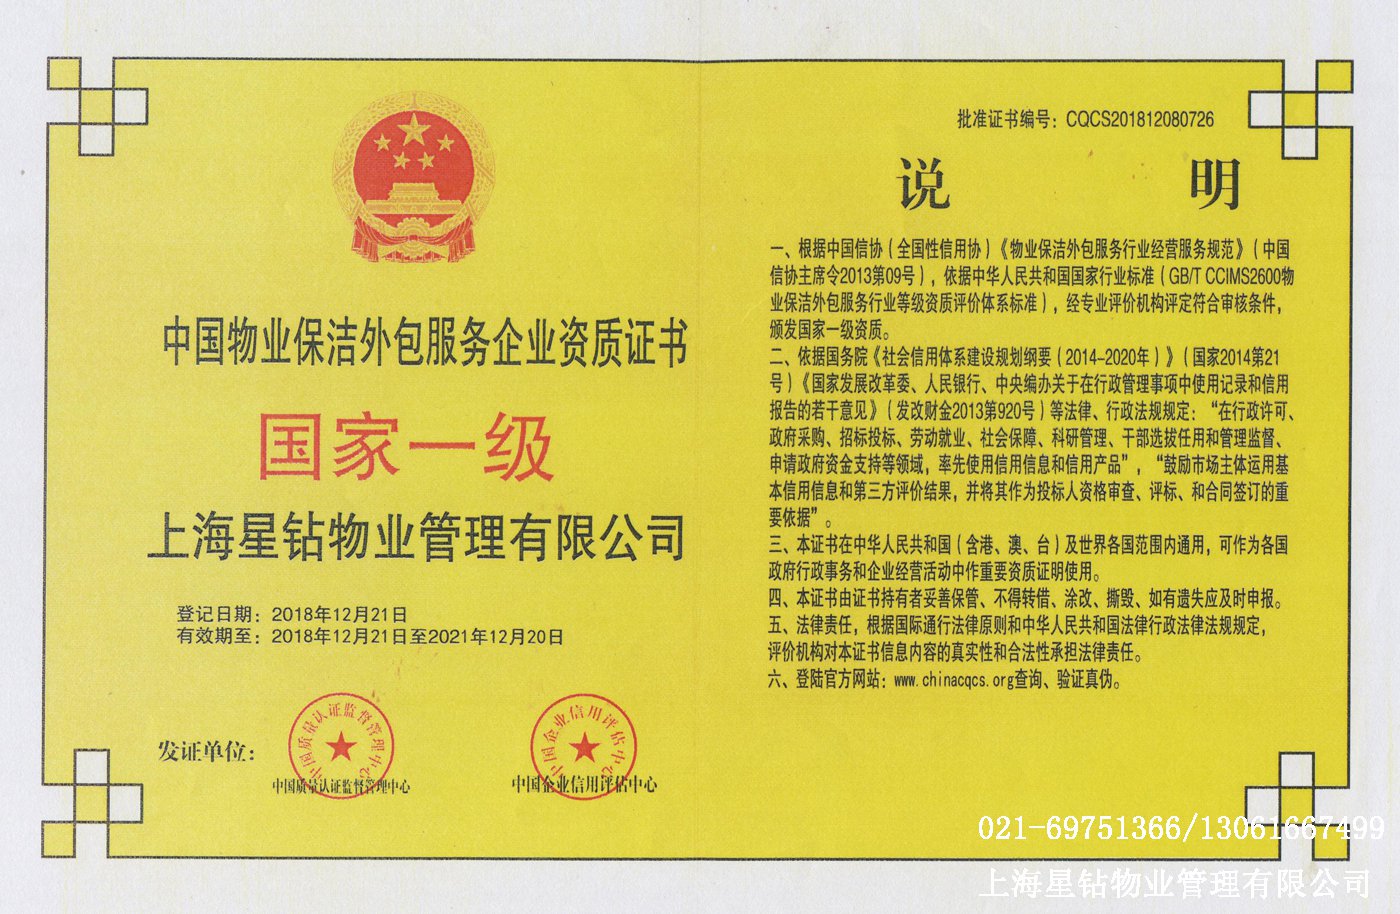 中国物业保洁外包服务企业资质证书
国家一级
上海星钻物业管理有限公司
登记日期：2018年12月21日
有效期至：2018年12月21日至2021年12月20日
发证单位：
中国质量认证监督管理中心
中国质量认证监督管理中心
中国企业信用评估中心
中国企业信用评估中心
批准证书编号：CQCS201812080726
说 明
一、根据中国信协（全国性信用协）《物业保洁外包服务行业经营服务规范》（中国
信协主席令2013第09号），依据中华人民共和国国家行业标准（GB/T CCIMS2600物
业保洁外包服务行业等级资质评价体系标准），经专业评价机构评定符合审核条件，
颁发国家一级资质。
二、依据国务院《社会信用体系建设规划纲要（2014-2020年）》（国家2014第21
号）《国家发展改革委、人民银行、中央编办关于在行政管理事项中使用记录和信用
报告的若干意见》（发改财金2013第920号）等法律、行政法规规定：“在行政许可、
政府采购、招标投标、劳动就业、社会保障、科研管理、干部选拔任用和管理监督、
申请政府资金支持等领域，率先使用信用信息和信用产品”，“鼓励市场主体运用基
本信用信息和第三方评价结果，并将其作为投标人资格审查、评标、和合同签订的重
要依据”。
三、本证书在中华人民共和国（含港、澳、台）及世界各国范围内通用，可作为各国
政府行政事务和企业经营活动中作重要资质证明使用。
四、本证书由证书持有者妥善保管、不得转借、涂改、撕毁、如有遗失应及时申报。
五、法律责任，根据国际通行法律原则和中华人民共和国法律行政法律法规规定，
评价机构对本证书信息内容的真实性和合法性承担法律责任。
六、登陆官方网站：www.chinacqcs.org查询、验证真伪。
021-69751366/13061667499
上海星钻物业管理有限公司